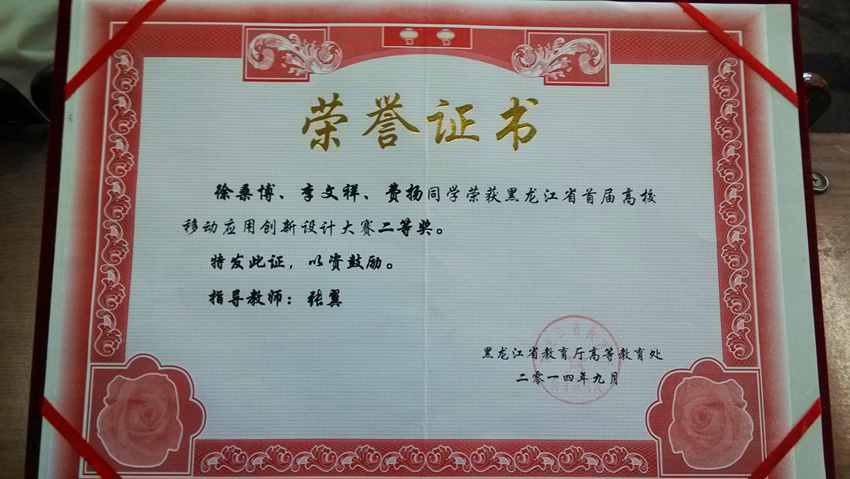 荣誉证书
徐桑博、李文祥、费扬同学荣获黑龙江省首届高校
移动应用创新设计大赛二等奖。
特发此证，以资鼓励。
指导教师：张翼
黑龙江省教育厅高等教育处
二零一四年九月